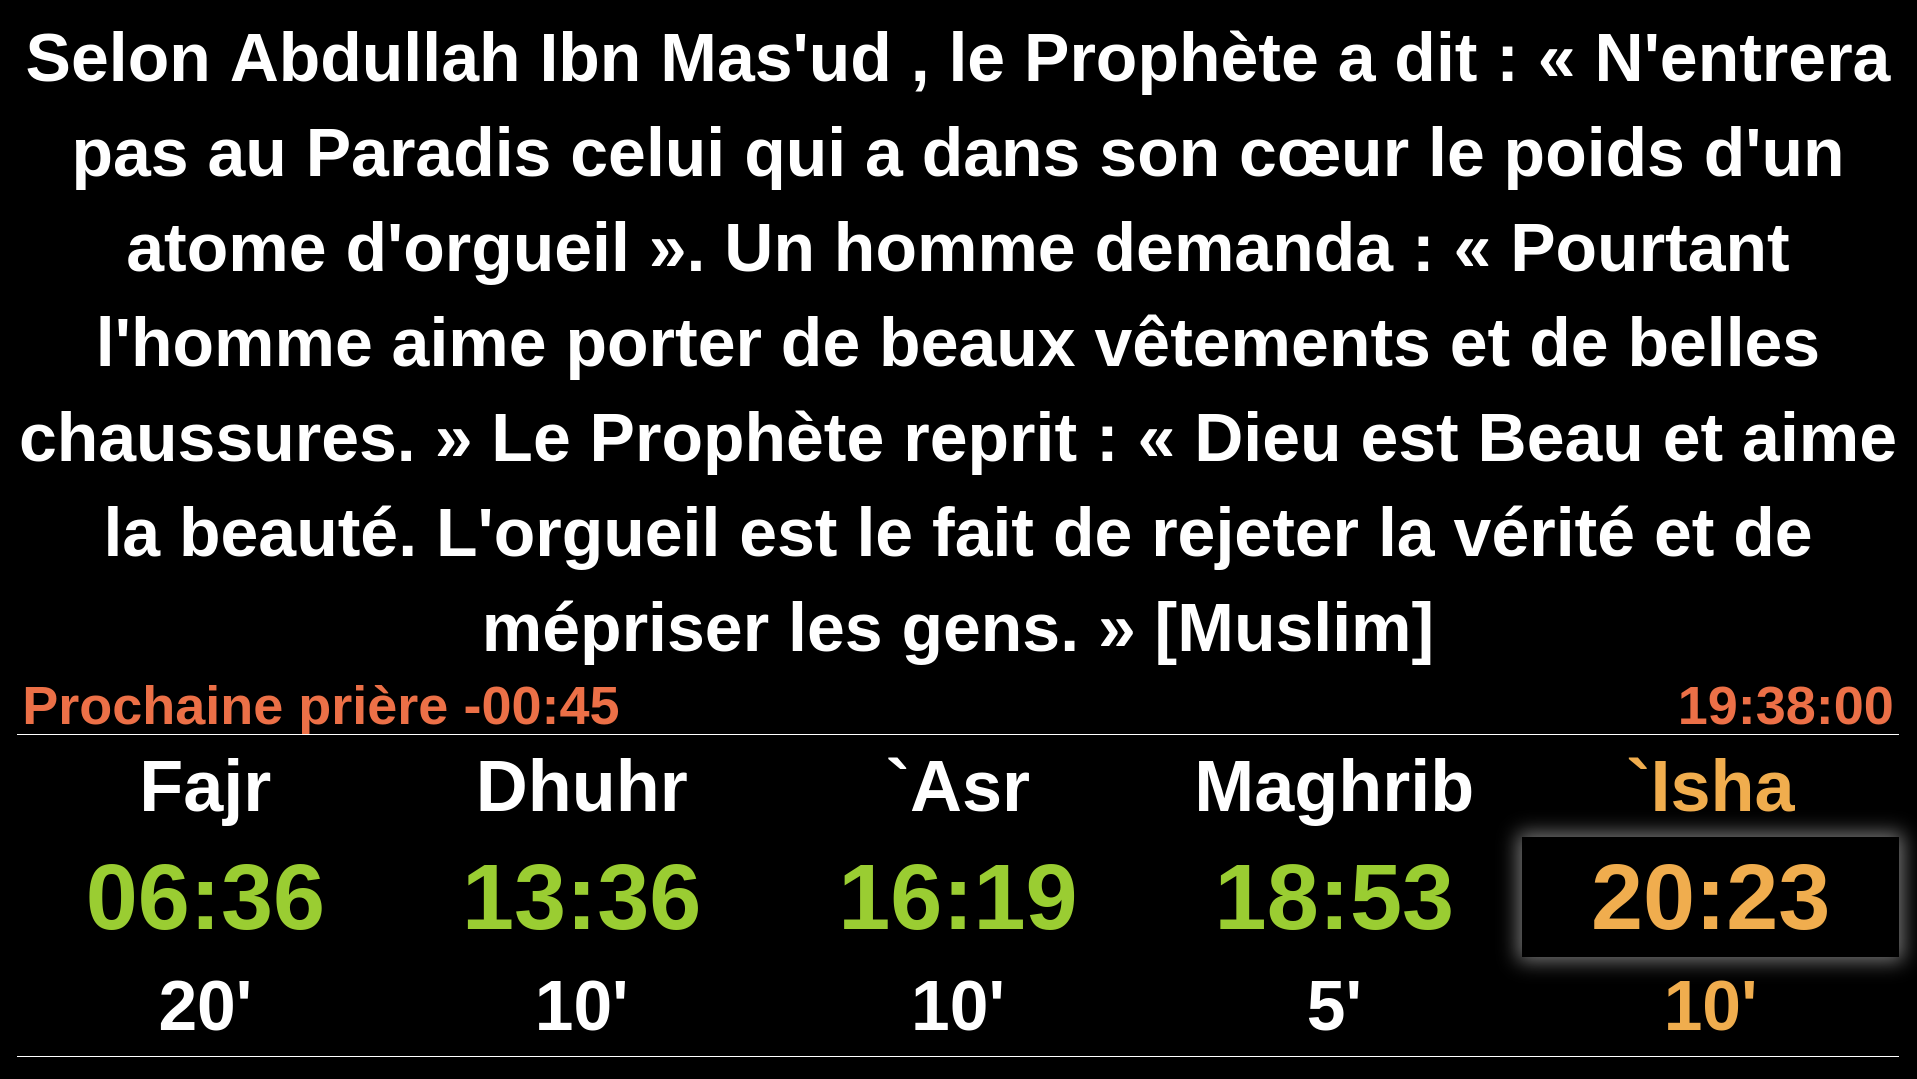 Selon Abdullah Ibn Mas'ud , le Prophète a dit : « N'entrera
pas au Paradis celui qui a dans son cœur le poids d'un
atome d'orgueil ». Un homme demanda : « Pourtant
l'homme aime porter de beaux vêtements et de belles
chaussures. » Le Prophète reprit : « Dieu est Beau et aime
la beauté. L'orgueil est le fait de rejeter la vérité et de
mépriser les gens. » [Muslim]
Prochaine prière -00:45 19:38:00
Fajr Dhuhr `Asr Maghrib `Isha
06:36 13:36 16:19 18:53 20:23
20' 10' 10' 5' 10'